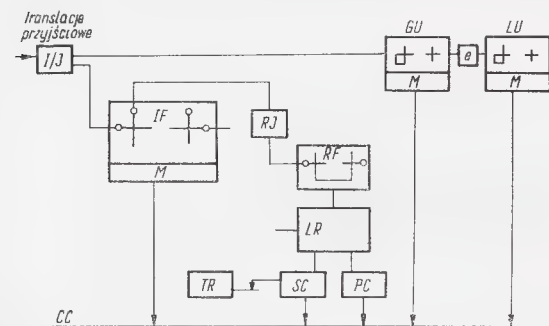 Translacje
przyjściowe
I/J
GU
LU
e
M
M
IF
M
RJ
RF
LR
TR
SC
PC
CC